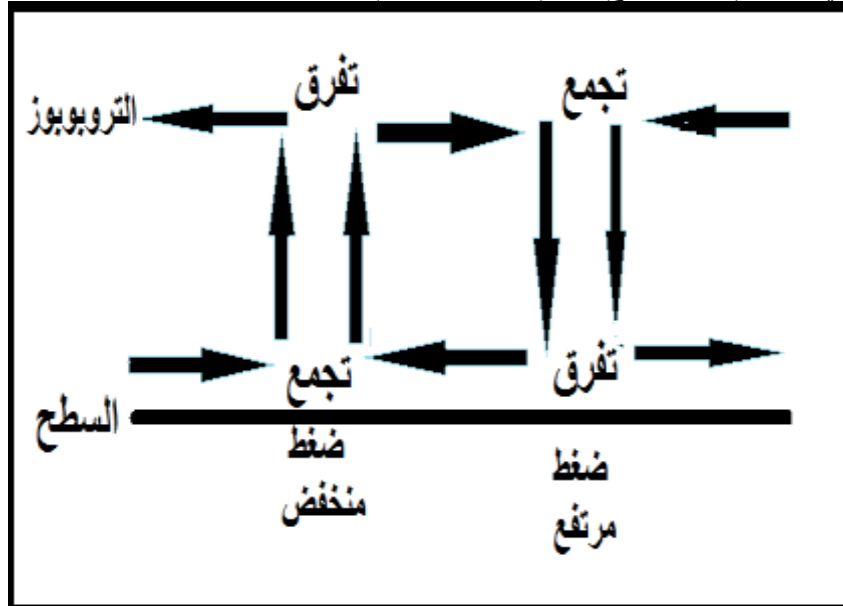 تجمع
تفرق
التروبوبوز
تفرق
تجمع
السطح
ضغط
مرتفع
ضغط
منخفض